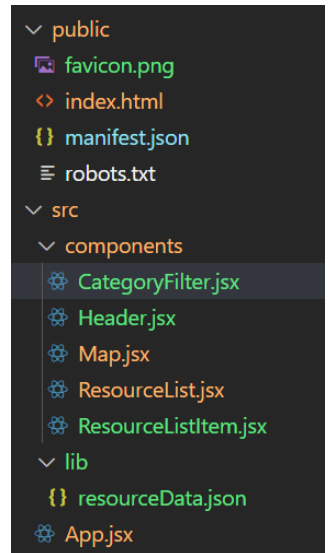 public
favicon.png
index.html
manifest.json
robots.txt
src
components
CategoryFilter.jsx
Header.jsx
Map.jsx
ResourceList.jsx
ResourceListItem.jsx
lib
resourceData.json
App.jsx